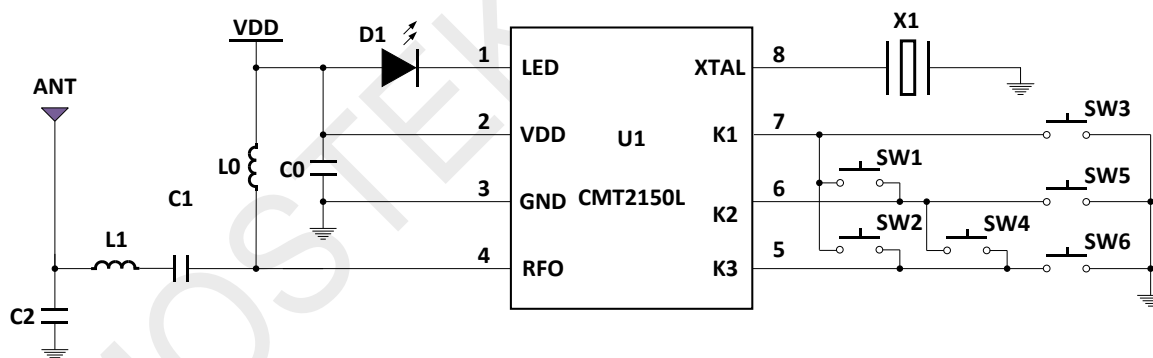 VDD
D1
X1
ANT
1
LED
XTAL
8
2
VDD
U1
K1
7
SW3
L0
C0
SW1
C1
3
GND
CMT2150L
K2
6
SW5
L1
SW2
SW4
4
RFO
K3
5
SW6
C2
MOSTEK